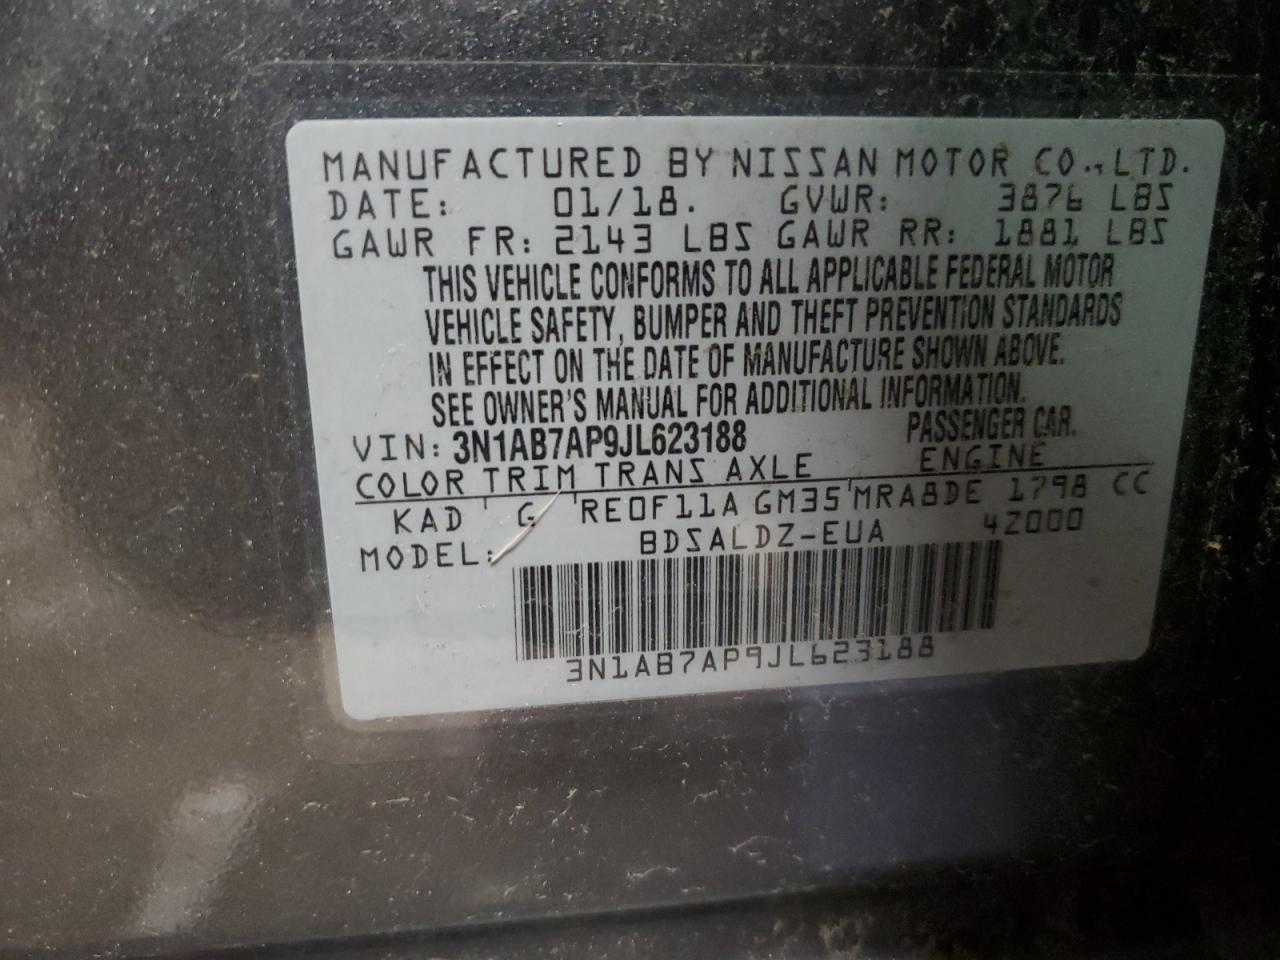 MANUFACTURED BY NISSAN MOTOR CO., LTD.
DATE: 01/18. GVWR: 3876 LBS
GAWR FR: 2143 LBS GAWR RR: 1881 LBS
THIS VEHICLE CONFORMS TO ALL APPLICABLE FEDERAL MOTOR
VEHICLE SAFETY, BUMPER AND THEFT PREVENTION STANDARDS
IN EFFECT ON THE DATE OF MANUFACTURE SHOWN ABOVE.
SEE OWNER'S MANUAL FOR ADDITIONAL INFORMATION.
VIN: 3N1AB7AP9JL623188 PASSENGER CAR.
COLOR TRIM TRANS AXLE ENGINE
KAD G RE0F11A GM35 MRA8DE 1798 CC
MODEL: BDSALDZ-EUA 4Z000
3N1AB7AP9JL623188